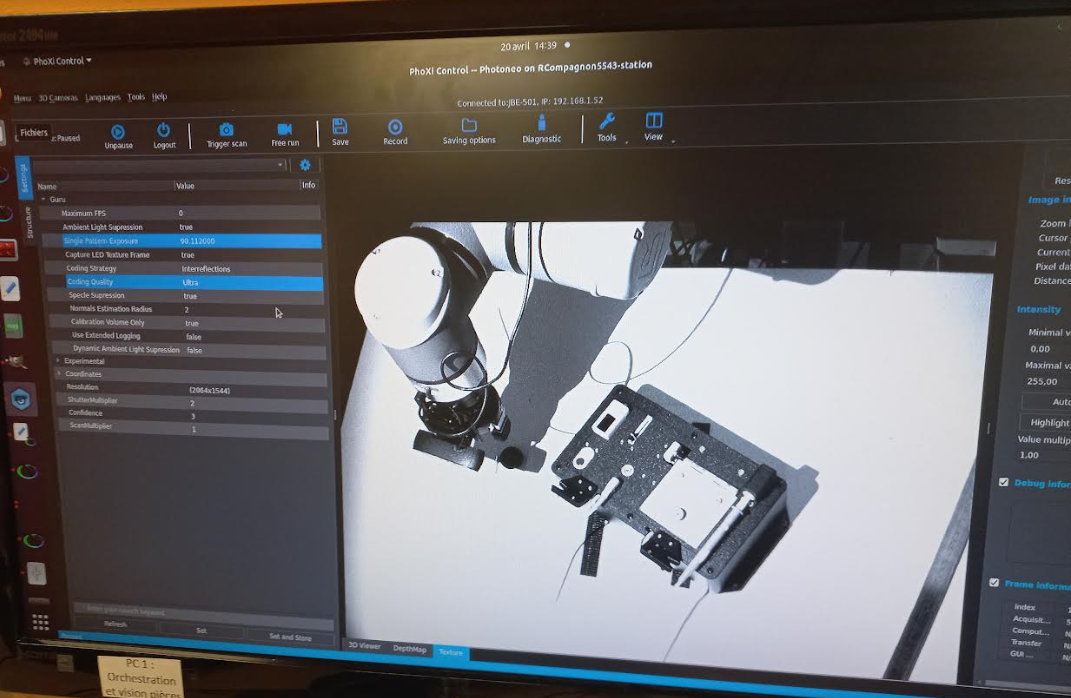 20 avril 14:39
PhoXi Control
PhoXi Control — Photoneo on RCompagnon5543-station
Menu 3D Cameras Languages Tools Help
Connected to:JBE-501, IP: 192.168.1.52
Fichiers Paused
Unpause Logout Trigger scan Free run Save Record Saving options Diagnostic Tools View
Settings
Structure
Name Value Info
Guru
Maximum FPS 0
Ambient Light Supression true
Single Pattern Exposure 90.112000
Capture LED Texture Frame true
Coding Strategy Interreflections
Coding Quality Ultra
Specle Supression true
Normals Estimation Radius 2
Calibration Volume Only true
Use Extended Logging false
Dynamic Ambient Light Supression false
Experimental
Coordinates
Resolution (2064x1544)
ShutterMultiplier 2
Confidence 3
ScanMultiplier 1
Refresh Set Set and Store
3D Viewer DepthMap Texture
Res
Image in
Zoom
Cursor
Current
Pixel da
Distance
Intensity
Minimal v
0.00
Maximal v
255,00
Auto
Highlight
Value multip
1.00
Debug infor
Frame inform
Index
Acquisit...
Comput...
Transfer
GUI ...
PC 1 :
Orchestration
et vision pièces